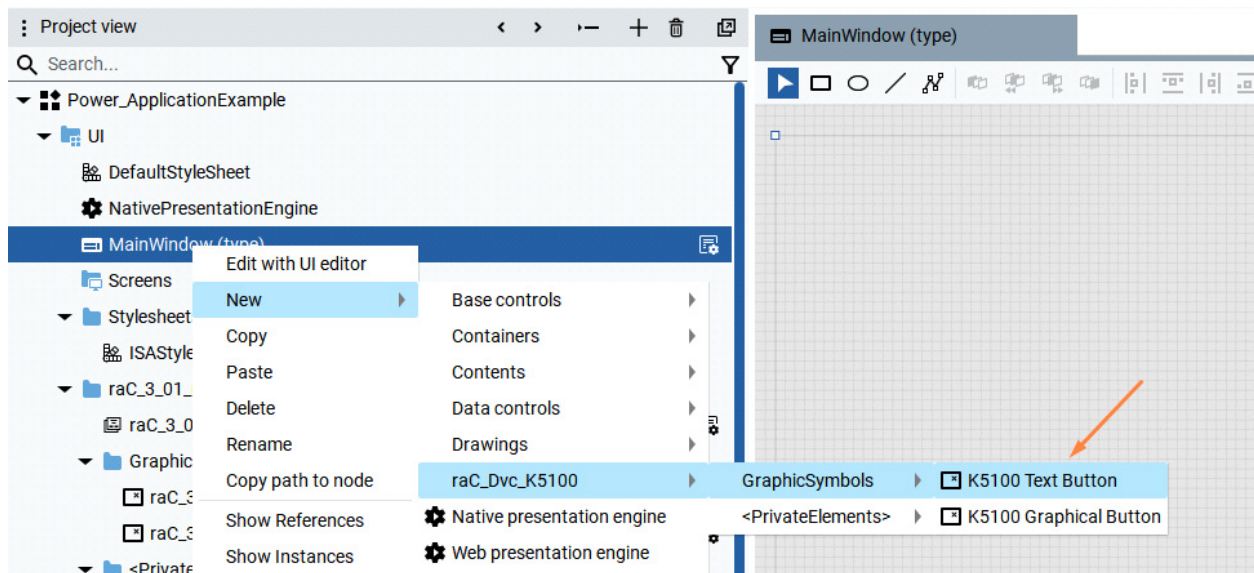 Project view
MainWindow (type)
Search...
Power_ApplicationExample
UI
DefaultStyleSheet
NativePresentationEngine
MainWindow (type)
Edit with UI editor
Screens
New
Base controls
Stylesheet
Copy
Containers
ISAStyle
Paste
Contents
raC_3_01_
Delete
Data controls
raC_3_0
Rename
Drawings
Graphic
Copy path to node
raC_Dvc_K5100
GraphicSymbols
K5100 Text Button
raC_3
Show References
Native presentation engine
<PrivateElements>
K5100 Graphical Button
raC_3
Show Instances
Web presentation engine
<Private